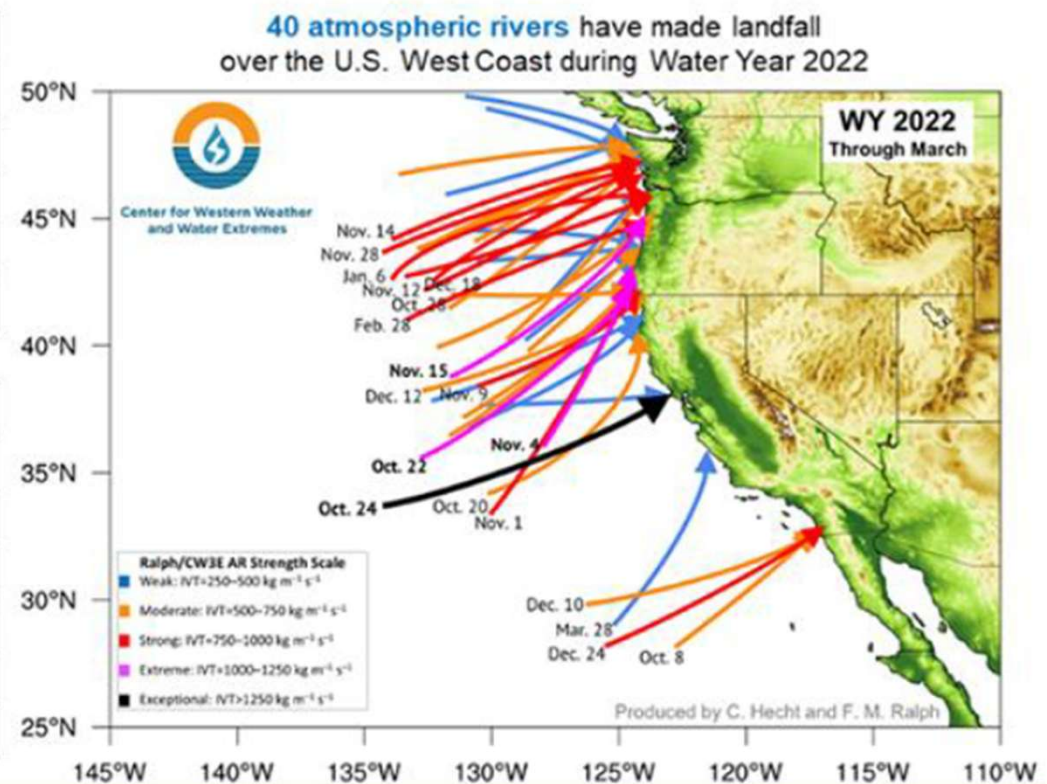 40 atmospheric rivers have made landfall
over the U.S. West Coast during Water Year 2022
50°N
WY 2022
Through March
Center for Western Weather
and Water Extremes
45°N
Nov. 14
Nov. 28
Jan. 6
Nov. 12
Dec. 18
Oct. 28
Feb. 28
40°N
Nov. 15
Dec. 12
Nov. 9
Nov. 4
Oct. 22
35°N
Oct. 24
Oct. 20
Nov. 1
Ralph/CW3E AR Strength Scale
Weak: IVT=250–500 kg m⁻¹ s⁻¹
Moderate: IVT=500–750 kg m⁻¹ s⁻¹
Strong: IVT=750–1000 kg m⁻¹ s⁻¹
Extreme: IVT=1000–1250 kg m⁻¹ s⁻¹
Exceptional: IVT>1250 kg m⁻¹ s⁻¹
30°N
Dec. 10
Mar. 28
Dec. 24
Oct. 8
Produced by C. Hecht and F. M. Ralph
25°N
145°W 140°W 135°W 130°W 125°W 120°W 115°W 110°W